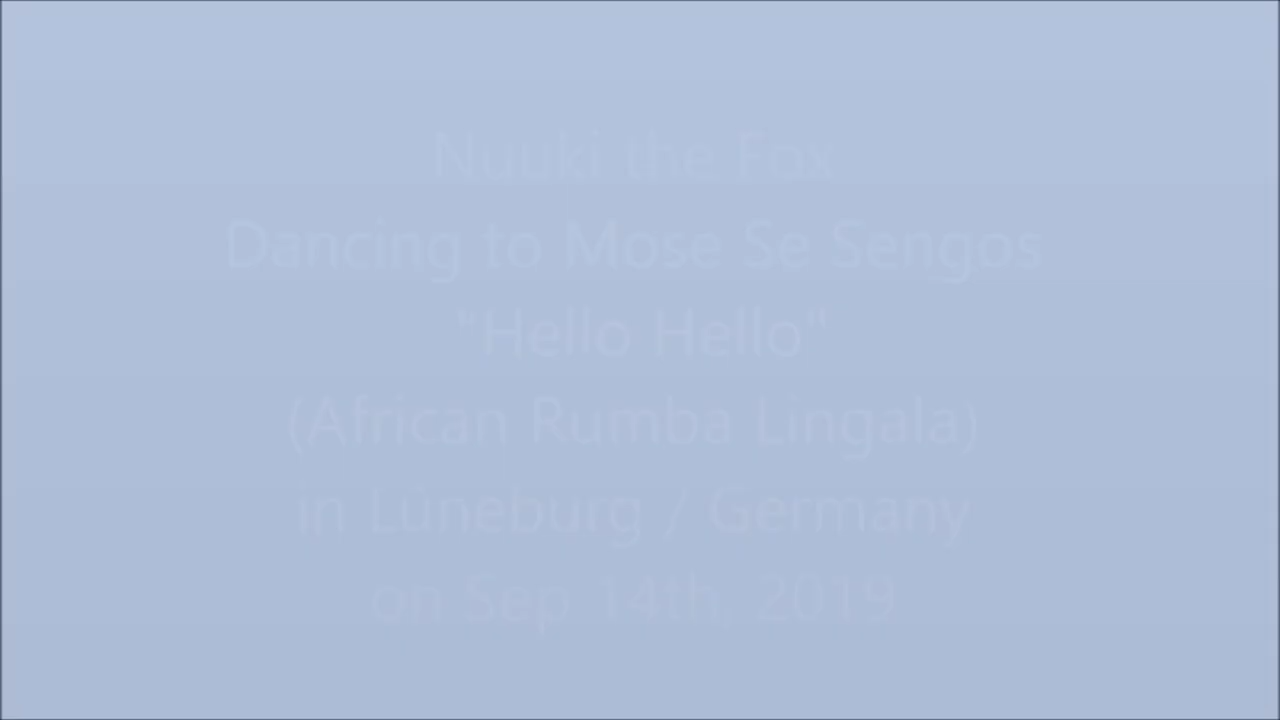 Nuuki the Fox
Dancing to Mose Se Sengos
"Hello Hello"
(African Rumba Lingala)
in Lüneburg / Germany
on Sep 14th, 2019